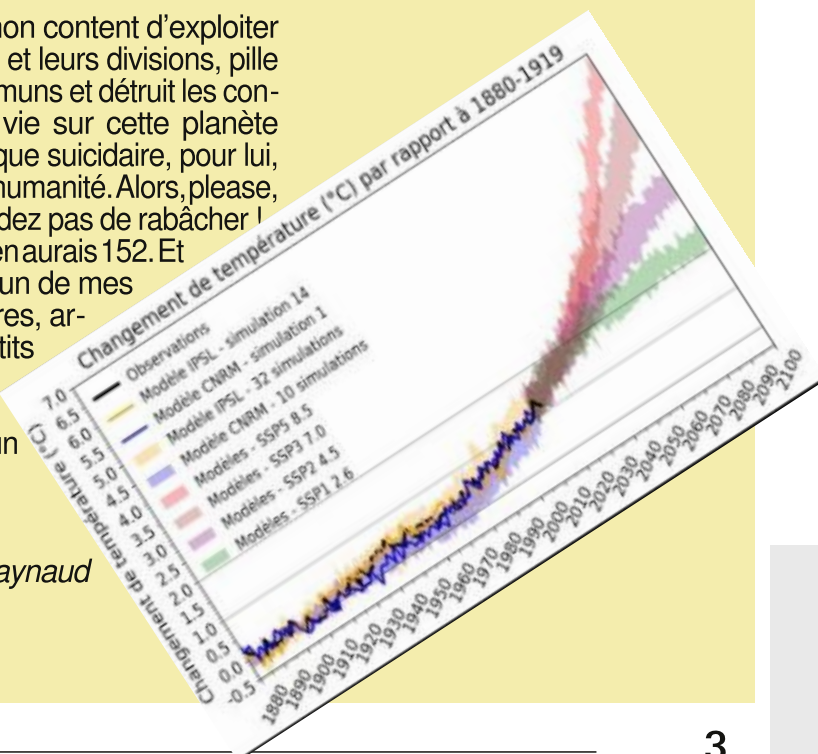 non content d’exploiter
et leurs divisions, pille
muns et détruit les con-
vie sur cette planète
que suicidaire, pour lui,
humanité. Alors, please,
dez pas de rabâcher !
en aurais 152. Et
un de mes
res, ar-
tits
un
aynaud
Changement de température (°C) par rapport à 1880-1919
Observations
Modèle IPSL - simulation 14
Modèle CNRM - simulation 1
Modèle IPSL - 32 simulations
Modèle CNRM - 10 simulations
Modèles - SSP5 8.5
Modèles - SSP3 7.0
Modèles - SSP2 4.5
Modèles - SSP1 2.6
Changement de température (°C)
7.0
6.5
6.0
5.5
5.0
4.5
4.0
3.5
3.0
2.5
2.0
1.5
1.0
0.5
0.0
-0.5
1880
1890
1900
1910
1920
1930
1940
1950
1960
1970
1980
1990
2000
2010
2020
2030
2040
2050
2060
2070
2080
2090
2100
3